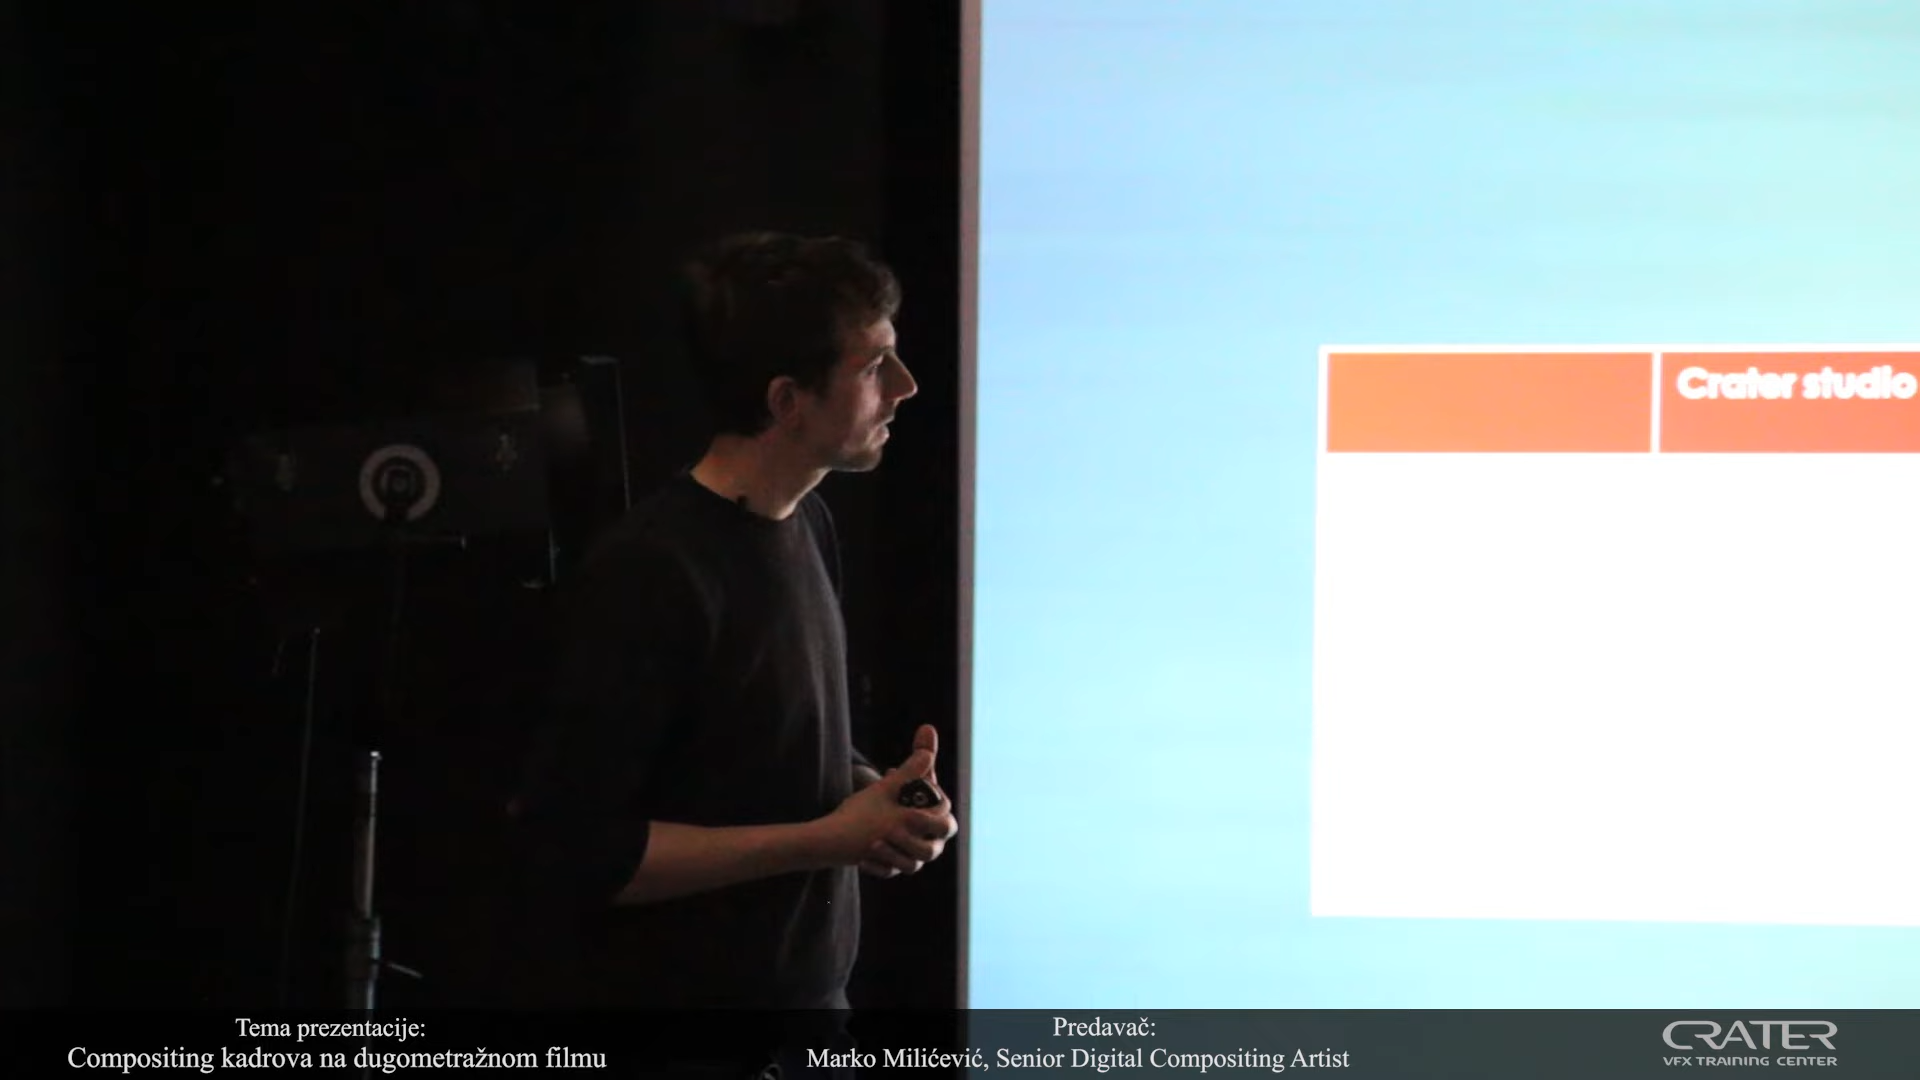 Crater studio
Tema prezentacije:
Compositing kadrova na dugometražnom filmu
Predavač:
Marko Milićević, Senior Digital Compositing Artist
CRATER
VFX TRAINING CENTER